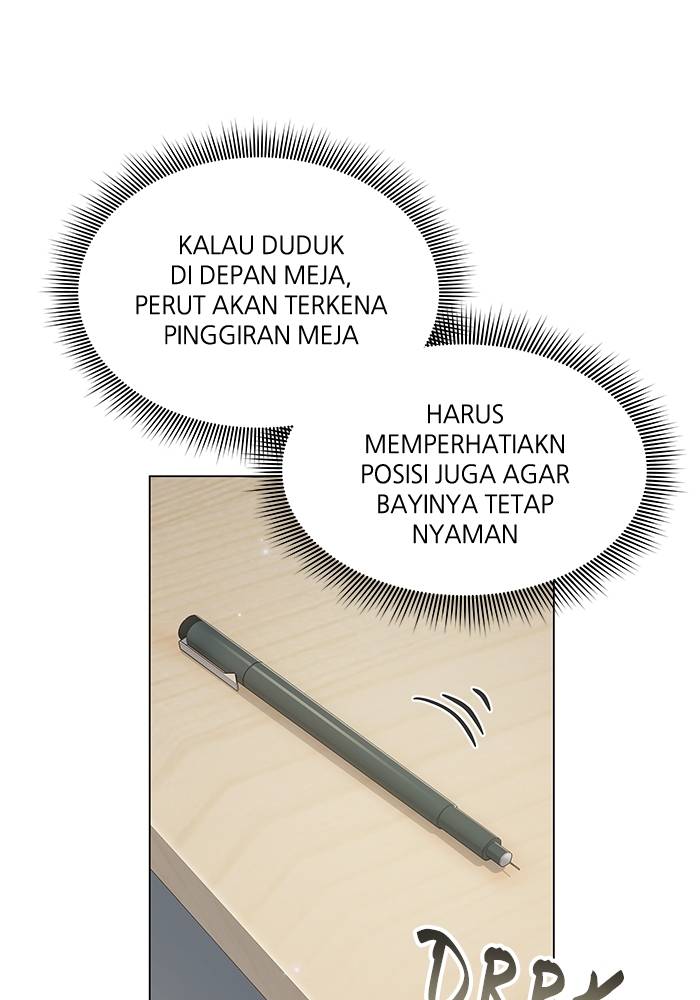 KALAU DUDUK
DI DEPAN MEJA,
PERUT AKAN TERKENA
PINGGIRAN MEJA
HARUS
MEMPERHATIAKN
POSISI JUGA AGAR
BAYINYA TETAP
NYAMAN